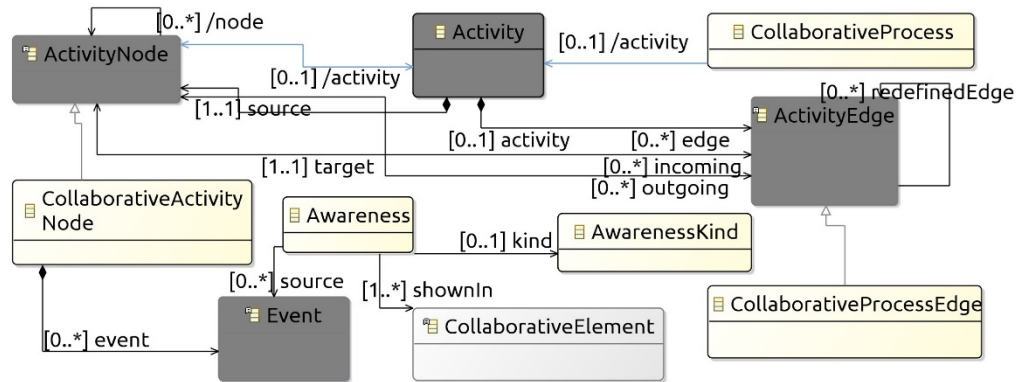 [0..*] /node
ActivityNode
Activity
[0..1] /activity
CollaborativeProcess
[0..1] /activity
[1..1] source
[0..*] redefinedEdge
ActivityEdge
[0..1] activity
[0..*] edge
[1..1] target
[0..*] incoming
[0..*] outgoing
CollaborativeActivity
Node
Awareness
[0..1] kind
AwarenessKind
[0..*] source
[1..*] shownIn
CollaborativeProcessEdge
Event
CollaborativeElement
[0..*] event